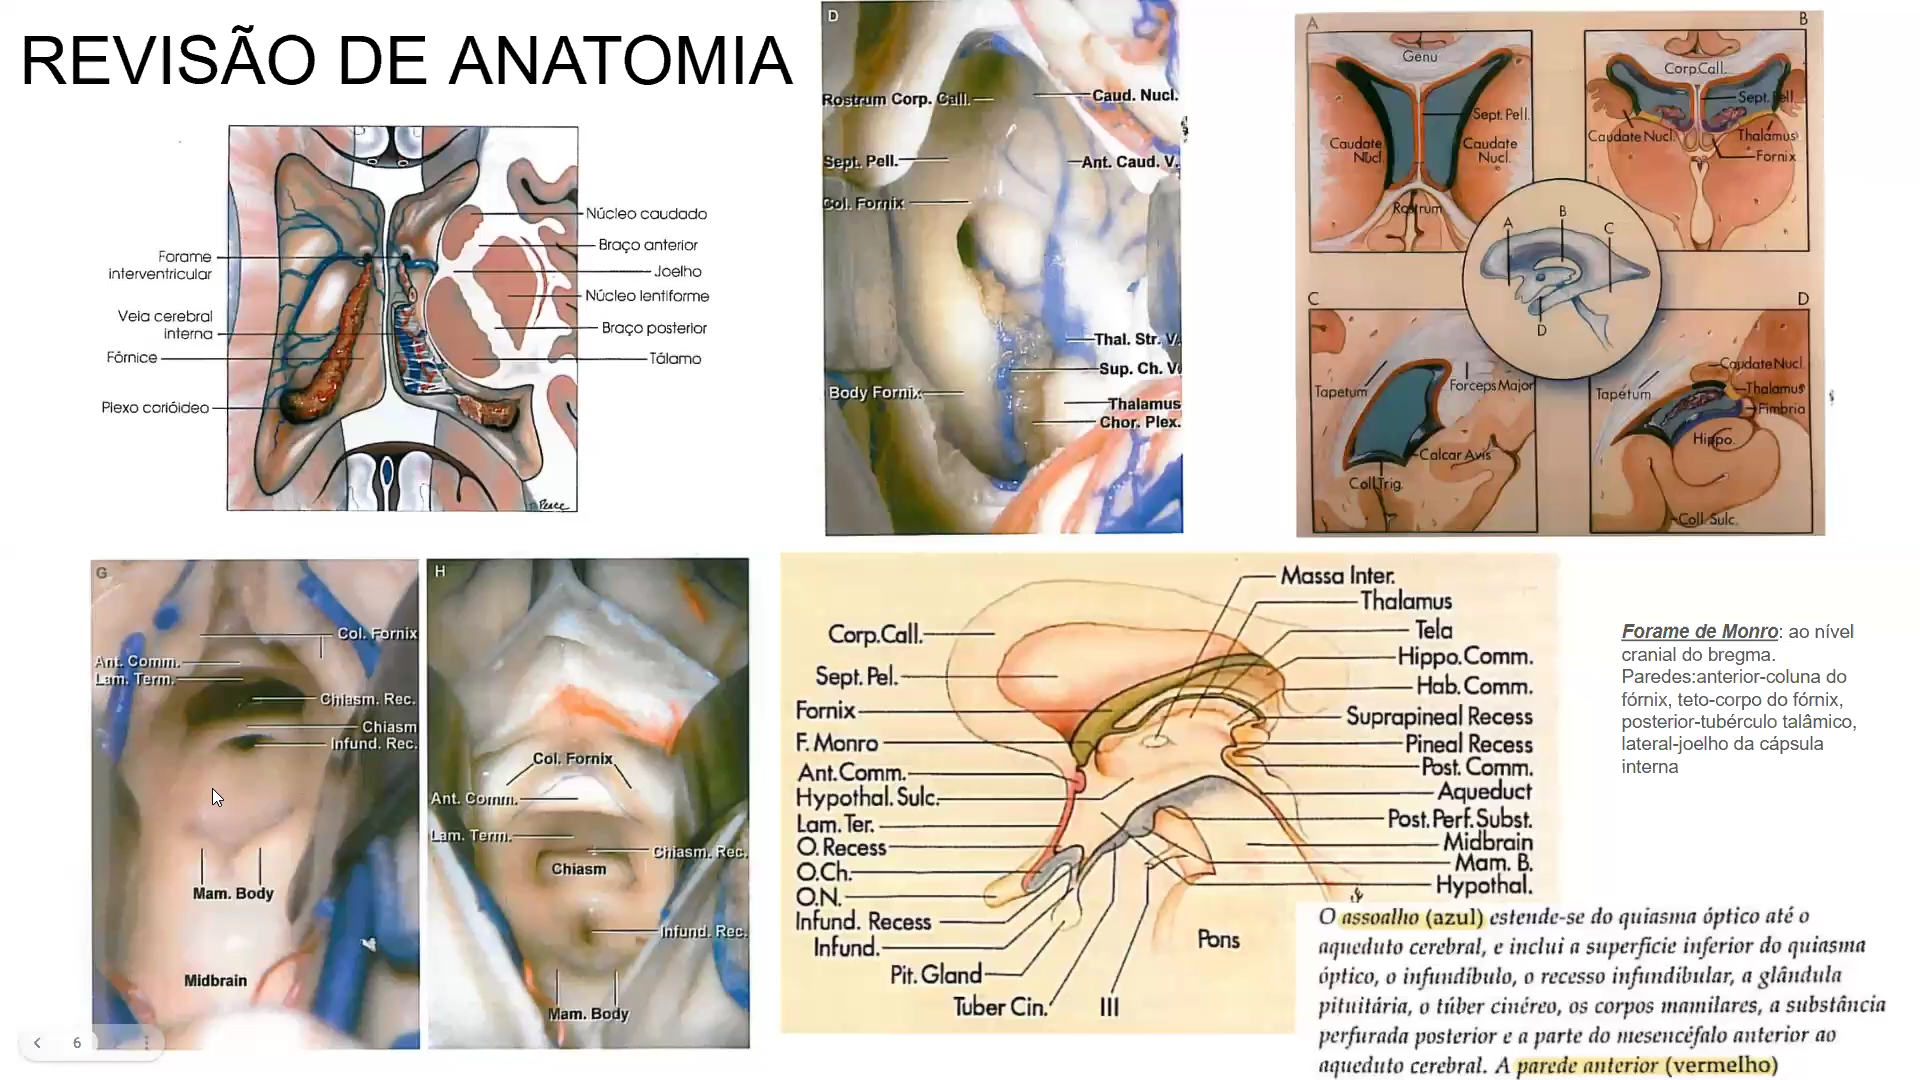 REVISÃO DE ANATOMIA
Núcleo caudado
Braço anterior
Joelho
Núcleo lentiforme
Braço posterior
Tálamo
Forame
interventricular
Veia cerebral
interna
Fórnice
Plexo corióideo
Peace
D
Rostrum Corp. Call.
Caud. Nucl.
Sept. Pell.
Ant. Caud. V.
Col. Fornix
Thal. Str. V.
Sup. Ch. V.
Body Fornix
Thalamus
Chor. Plex.
A
Genu
Sept. Pell.
Caudate
Nucl.
Caudate
Nucl.
Rostrum
B
Corp.Call.
Sept. Pell.
Caudate Nucl.
Thalamus
Fornix
A
B
C
D
C
Tapetum
Forceps Major
Calcar Avis
Coll.Trig.
D
Caudate Nucl.
Thalamus
Tapetum
Fimbria
Hippo.
Coll. Sulc.
G
Col. Fornix
Ant. Comm.
Lam. Term.
Chiasm. Rec.
Chiasm
Infund. Rec.
Mam. Body
Midbrain
H
Col. Fornix
Ant. Comm.
Lam. Term.
Chiasm. Rec.
Chiasm
Infund. Rec.
Mam. Body
Massa Inter.
Thalamus
Tela
Hippo. Comm.
Hab. Comm.
Suprapineal Recess
Pineal Recess
Post. Comm.
Aqueduct
Post. Perf. Subst.
Midbrain
Mam. B.
Hypothal.
Corp.Call.
Sept. Pel.
Fornix
F. Monro
Ant. Comm.
Hypothal. Sulc.
Lam. Ter.
O. Recess
O.Ch.
O.N.
Infund. Recess
Infund.
Pit. Gland
Tuber Cin.
III
Pons
Forame de Monro: ao nível
cranial do bregma.
Paredes:anterior-coluna do
fórnix, teto-corpo do fórnix,
posterior-tubérculo talâmico,
lateral-joelho da cápsula
interna
O assoalho (azul) estende-se do quiasma óptico até o
aqueduto cerebral, e inclui a superfície inferior do quiasma
óptico, o infundíbulo, o recesso infundibular, a glândula
pituitária, o túber cinéreo, os corpos mamilares, a substância
perfurada posterior e a parte do mesencéfalo anterior ao
aqueduto cerebral. A parede anterior (vermelho)
6